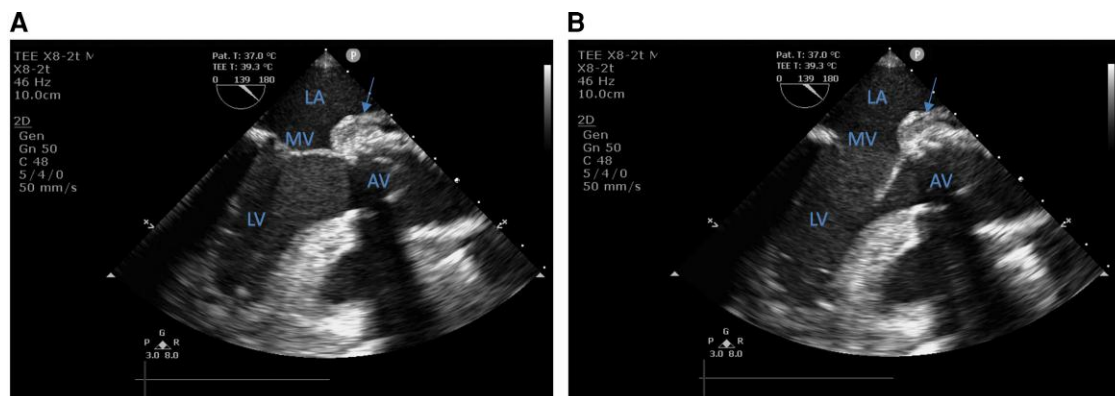 A
TEE X8-2t M
X8-2t
46 Hz
10.0cm
2D
Gen
Gn 50
C 48
5/4/0
50 mm/s
Pat. T: 37.0 °C
TEE T: 39.3 °C
0 139 180
P
LA
MV
AV
LV
G
P R
3.0 8.0
B
TEE X8-2t M
X8-2t
46 Hz
10.0cm
2D
Gen
Gn 50
C 48
5/4/0
50 mm/s
Pat. T: 37.0 °C
TEE T: 39.3 °C
0 139 180
P
LA
MV
AV
LV
G
P R
3.0 8.0